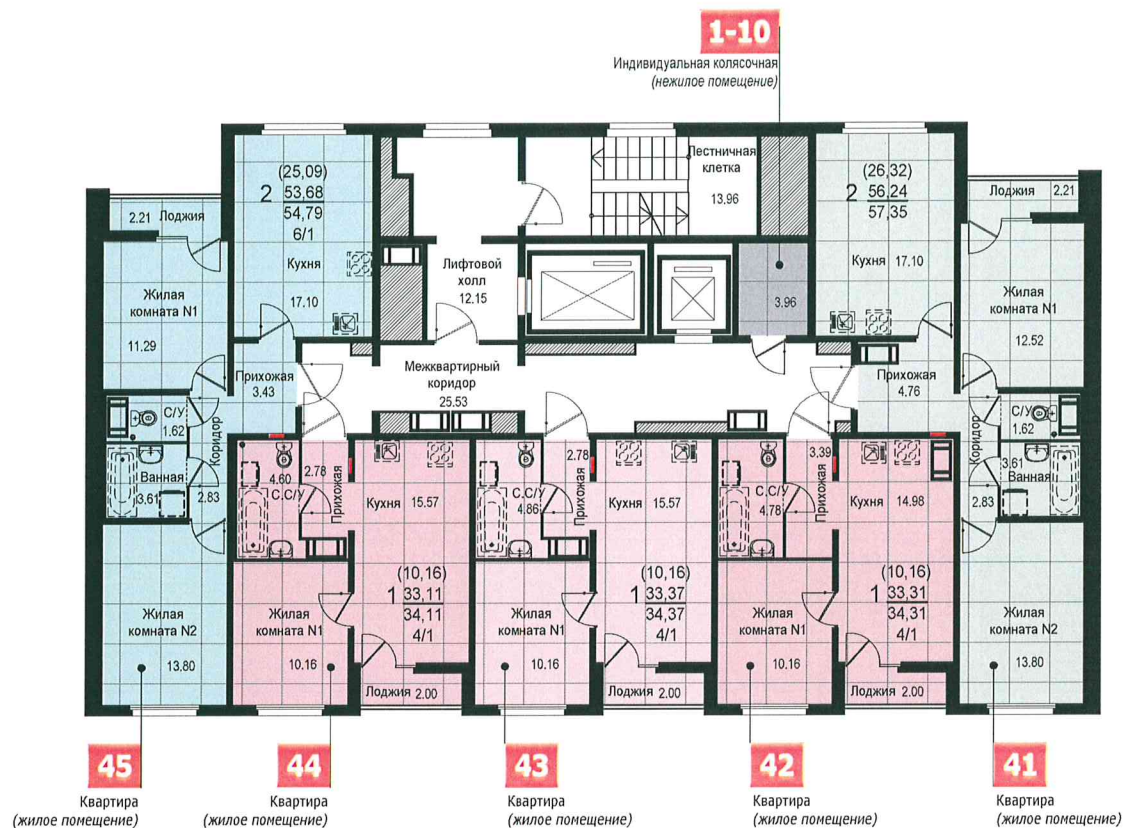 1-10
Индивидуальная колясочная
(нежилое помещение)
Лестничная
клетка
13.96
(25,09)
2 53,68
54,79
6/1
Кухня
17.10
2.21 Лоджия
Жилая
комната N1
11.29
Лифтовой
холл
12.15
3.96
(26,32)
2 56,24
57,35
Кухня 17.10
Лоджия 2.21
Жилая
комната N1
12.52
Межквартирный
коридор
25.53
Прихожая
3.43
Прихожая
4.76
С/У
1.62
Коридор
2.83
Ванная
3.61
С/У
1.62
Коридор
2.83
3.61
Ванная
4.60
С.С/У
2.78
Прихожая
Кухня 15.57
С.С/У
4.86
2.78
Прихожая
Кухня 15.57
С.С/У
4.78
3.39
Прихожая
Кухня 14.98
Жилая
комната N2
13.80
Жилая
комната N1
10.16
(10,16)
1 33,11
34,11
4/1
Лоджия 2.00
Жилая
комната N1
10.16
(10,16)
1 33,37
34,37
4/1
Лоджия 2.00
Жилая
комната N1
10.16
(10,16)
1 33,31
34,31
4/1
Лоджия 2.00
Жилая
комната N2
13.80
45
Квартира
(жилое помещение)
44
Квартира
(жилое помещение)
43
Квартира
(жилое помещение)
42
Квартира
(жилое помещение)
41
Квартира
(жилое помещение)